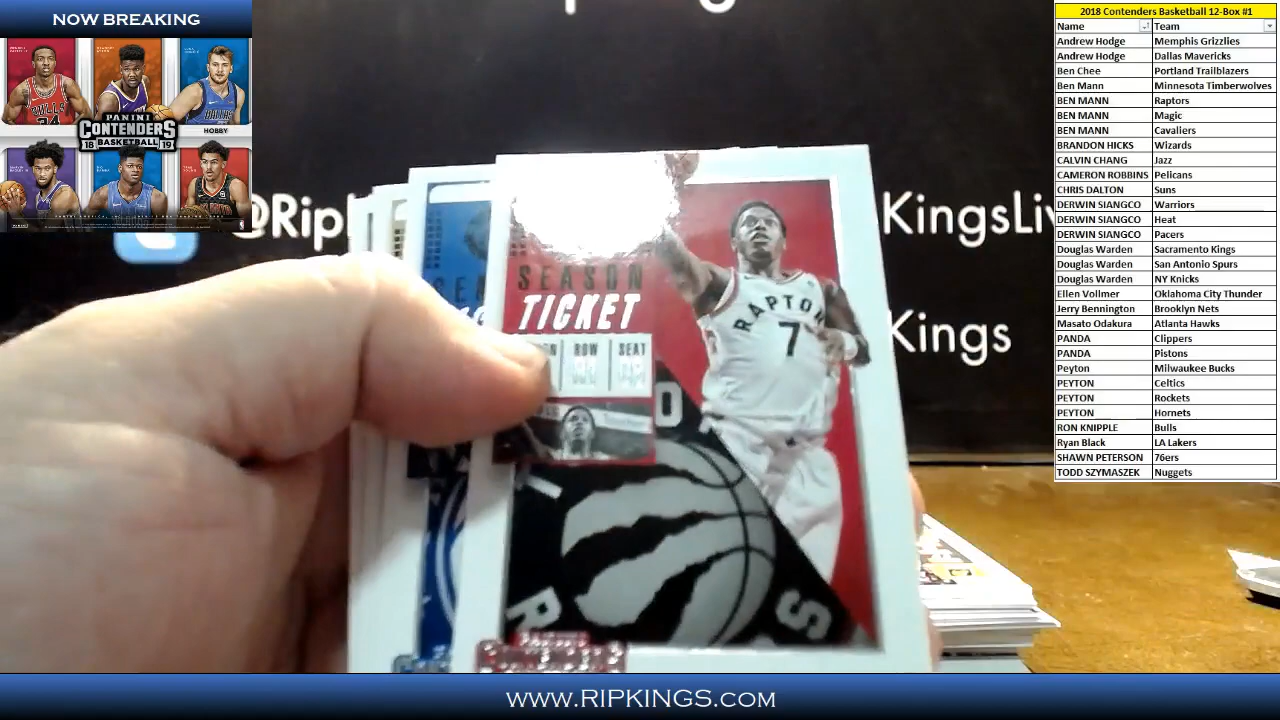 NOW BREAKING
PANINI
CONTENDERS
18 BASKETBALL 19
HOBBY
@Rip
KingsLiv
Kings
SEASON
TICKET
ROW
SEAT
RAPTO
7
O
R
S
2018 Contenders Basketball 12-Box #1
Name Team
Andrew Hodge Memphis Grizzlies
Andrew Hodge Dallas Mavericks
Ben Chee Portland Trailblazers
Ben Mann Minnesota Timberwolves
BEN MANN Raptors
BEN MANN Magic
BEN MANN Cavaliers
BRANDON HICKS Wizards
CALVIN CHANG Jazz
CAMERON ROBBINS Pelicans
CHRIS DALTON Suns
DERWIN SIANGCO Warriors
DERWIN SIANGCO Heat
DERWIN SIANGCO Pacers
Douglas Warden Sacramento Kings
Douglas Warden San Antonio Spurs
Douglas Warden NY Knicks
Ellen Vollmer Oklahoma City Thunder
Jerry Bennington Brooklyn Nets
Masato Odakura Atlanta Hawks
PANDA Clippers
PANDA Pistons
Peyton Milwaukee Bucks
PEYTON Celtics
PEYTON Rockets
PEYTON Hornets
RON KNIPPLE Bulls
Ryan Black LA Lakers
SHAWN PETERSON 76ers
TODD SZYMASZEK Nuggets
WWW.RIPKINGS.COM